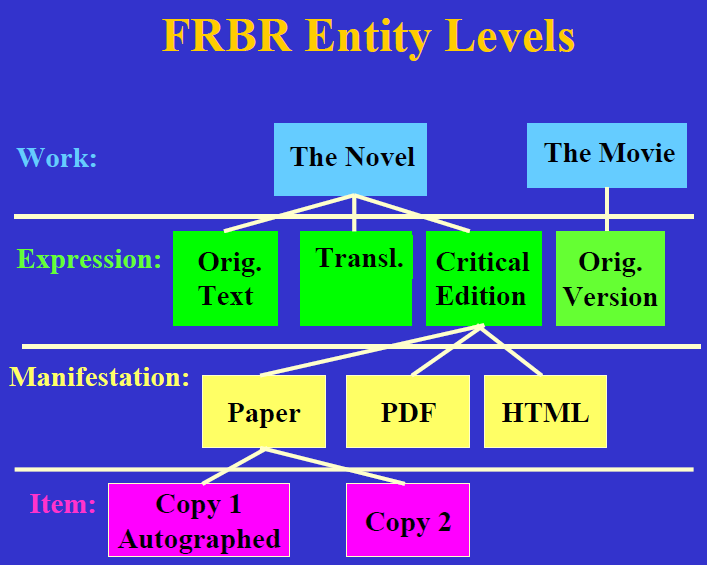 FRBR Entity Levels
Work:
The Novel
The Movie
Expression:
Orig.
Text
Transl.
Critical
Edition
Orig.
Version
Manifestation:
Paper
PDF
HTML
Item:
Copy 1
Autographed
Copy 2